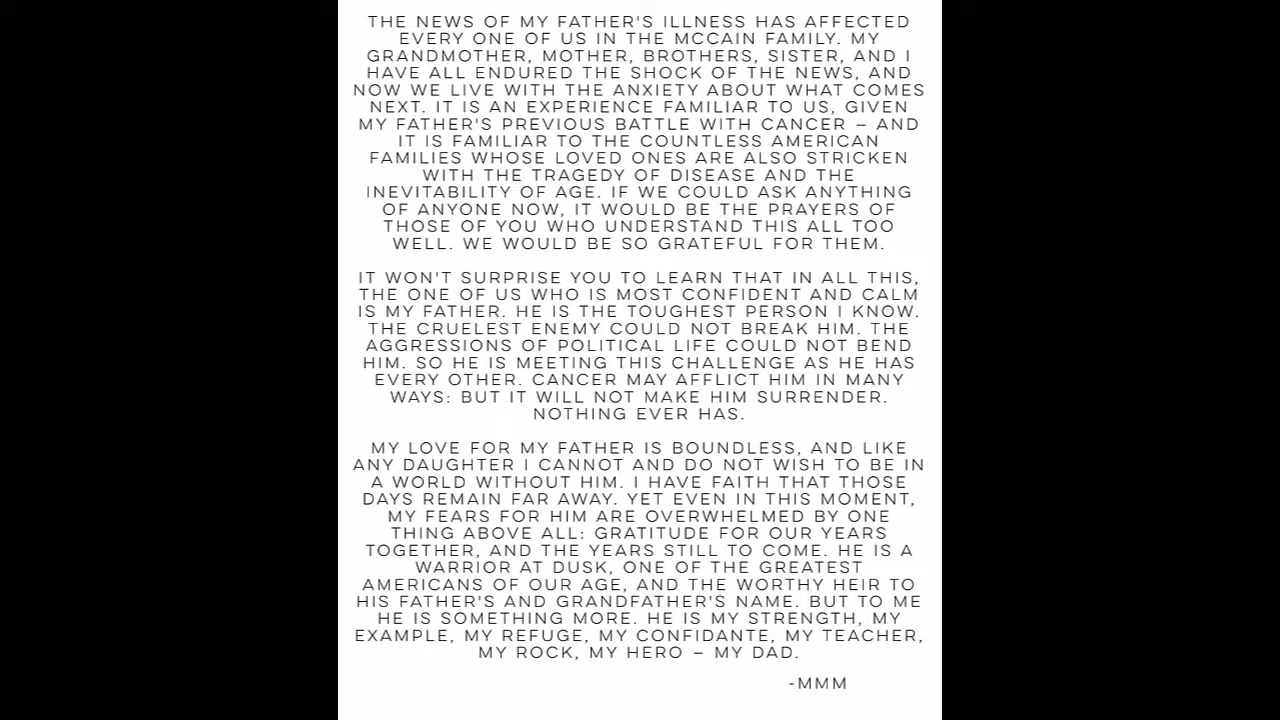 THE NEWS OF MY FATHER'S ILLNESS HAS AFFECTED
EVERY ONE OF US IN THE MCCAIN FAMILY. MY
GRANDMOTHER, MOTHER, BROTHERS, SISTER, AND I
HAVE ALL ENDURED THE SHOCK OF THE NEWS, AND
NOW WE LIVE WITH THE ANXIETY ABOUT WHAT COMES
NEXT. IT IS AN EXPERIENCE FAMILIAR TO US, GIVEN
MY FATHER'S PREVIOUS BATTLE WITH CANCER – AND
IT IS FAMILIAR TO THE COUNTLESS AMERICAN
FAMILIES WHOSE LOVED ONES ARE ALSO STRICKEN
WITH THE TRAGEDY OF DISEASE AND THE
INEVITABILITY OF AGE. IF WE COULD ASK ANYTHING
OF ANYONE NOW, IT WOULD BE THE PRAYERS OF
THOSE OF YOU WHO UNDERSTAND THIS ALL TOO
WELL. WE WOULD BE SO GRATEFUL FOR THEM.
IT WON'T SURPRISE YOU TO LEARN THAT IN ALL THIS,
THE ONE OF US WHO IS MOST CONFIDENT AND CALM
IS MY FATHER. HE IS THE TOUGHEST PERSON I KNOW.
THE CRUELEST ENEMY COULD NOT BREAK HIM. THE
AGGRESSIONS OF POLITICAL LIFE COULD NOT BEND
HIM. SO HE IS MEETING THIS CHALLENGE AS HE HAS
EVERY OTHER. CANCER MAY AFFLICT HIM IN MANY
WAYS: BUT IT WILL NOT MAKE HIM SURRENDER.
NOTHING EVER HAS.
MY LOVE FOR MY FATHER IS BOUNDLESS, AND LIKE
ANY DAUGHTER I CANNOT AND DO NOT WISH TO BE IN
A WORLD WITHOUT HIM. I HAVE FAITH THAT THOSE
DAYS REMAIN FAR AWAY. YET EVEN IN THIS MOMENT,
MY FEARS FOR HIM ARE OVERWHELMED BY ONE
THING ABOVE ALL: GRATITUDE FOR OUR YEARS
TOGETHER, AND THE YEARS STILL TO COME. HE IS A
WARRIOR AT DUSK, ONE OF THE GREATEST
AMERICANS OF OUR AGE, AND THE WORTHY HEIR TO
HIS FATHER'S AND GRANDFATHER'S NAME. BUT TO ME
HE IS SOMETHING MORE. HE IS MY STRENGTH, MY
EXAMPLE, MY REFUGE, MY CONFIDANTE, MY TEACHER,
MY ROCK, MY HERO – MY DAD.
-MMM